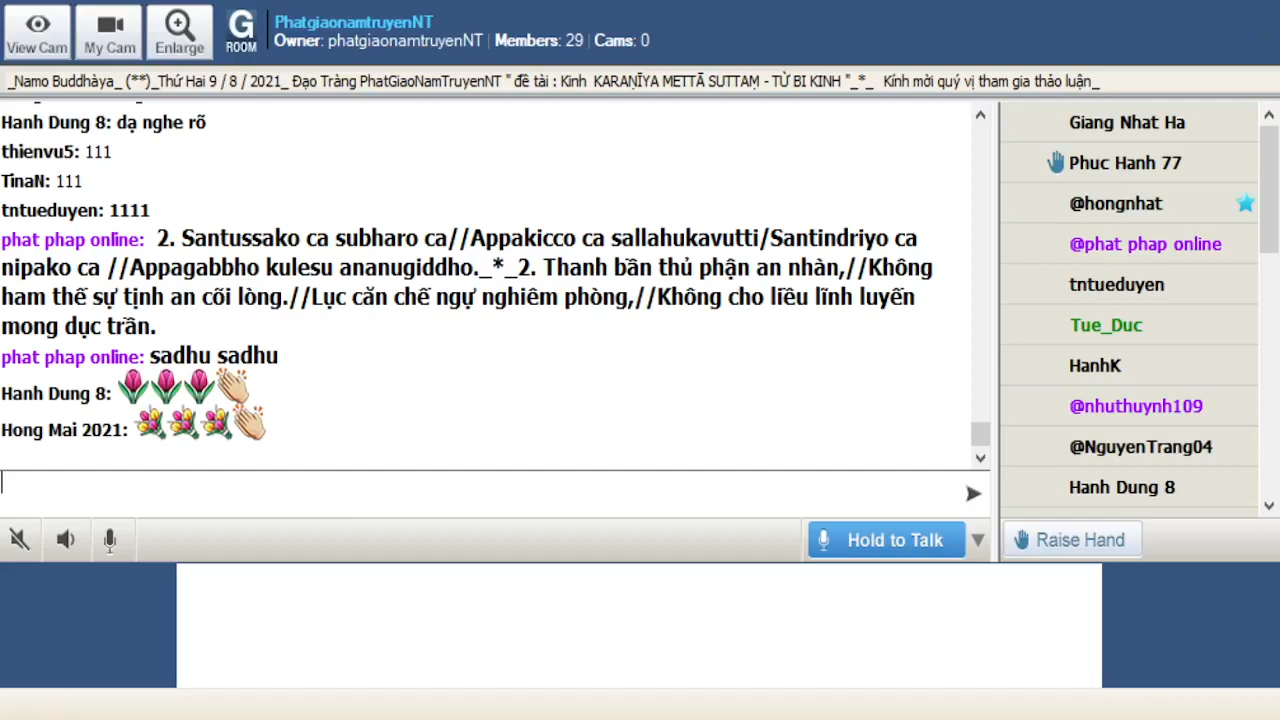 PhatgiaonamtruyenNT
Owner: phatgiaonamtruyenNT | Members: 29 | Cams: 0
View Cam
My Cam
Enlarge
G
ROOM
_Namo Buddhàya_ (**)_Thứ Hai 9 / 8 / 2021_ Đạo Tràng PhatGiaoNamTruyenNT " đề tài : Kinh KARAṆĪYA METTĀ SUTTAṂ - TỪ BI KINH "_*_ Kính mời quý vị tham gia thảo luận_
Hanh Dung 8: dạ nghe rõ
thienvu5: 111
TinaN: 111
tntueduyen: 1111
phat phap online: 2. Santussako ca subharo ca//Appakicco ca sallahukavutti/Santindriyo ca
nipako ca //Appagabbho kulesu ananugiddho._*_2. Thanh bần thủ phận an nhàn,//Không
ham thế sự tịnh an cõi lòng.//Lục căn chế ngự nghiêm phòng,//Không cho liều lĩnh luyến
mong dục trần.
phat phap online: sadhu sadhu
Hanh Dung 8:
Hong Mai 2021:
Hold to Talk
Giang Nhat Ha
Phuc Hanh 77
@hongnhat
@phat phap online
tntueduyen
Tue_Duc
HanhK
@nhuthuynh109
@NguyenTrang04
Hanh Dung 8
Raise Hand